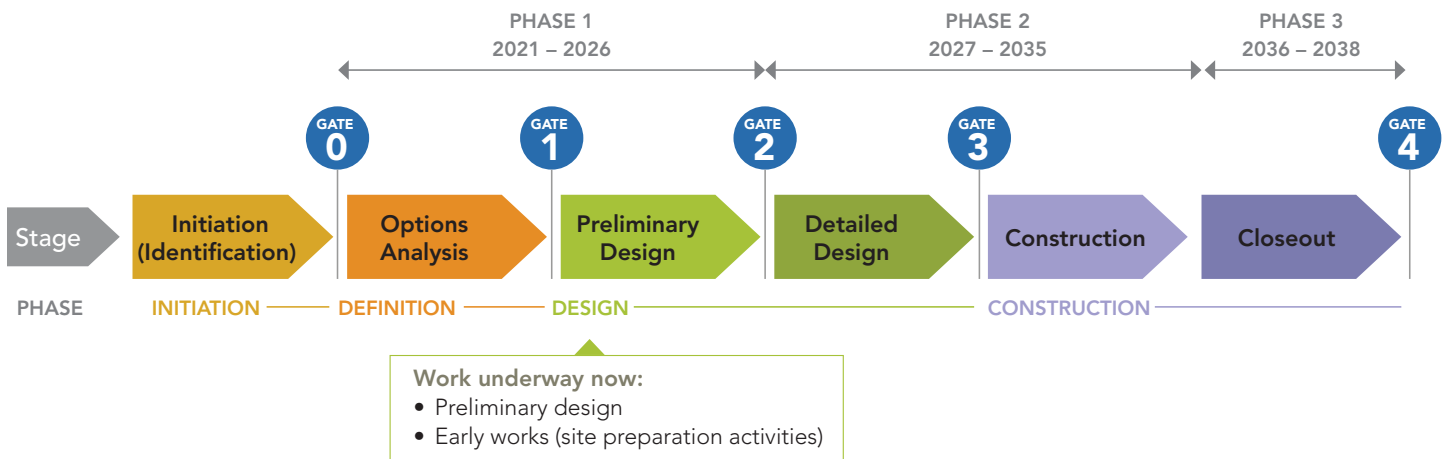 PHASE 1
2021 – 2026
PHASE 2
2027 – 2035
PHASE 3
2036 – 2038
GATE
0
GATE
1
GATE
2
GATE
3
GATE
4
Stage
Initiation
(Identification)
Options
Analysis
Preliminary
Design
Detailed
Design
Construction
Closeout
PHASE
INITIATION
DEFINITION
DESIGN
CONSTRUCTION
Work underway now:
• Preliminary design
• Early works (site preparation activities)